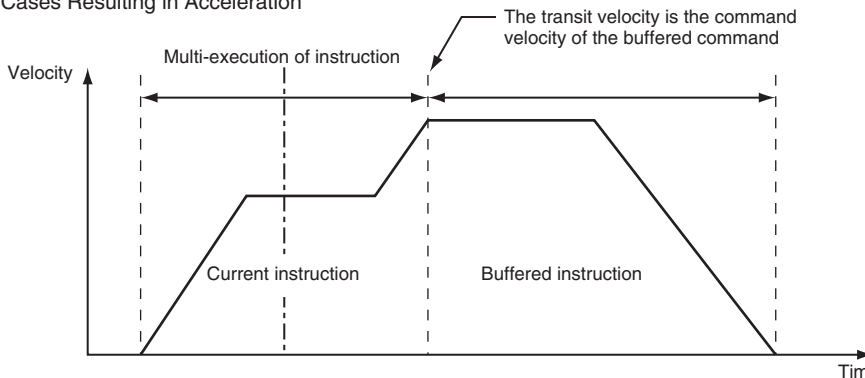 Cases Resulting in Acceleration
The transit velocity is the command
velocity of the buffered command
Multi-execution of instruction
Velocity
Current instruction
Buffered instruction
Tim